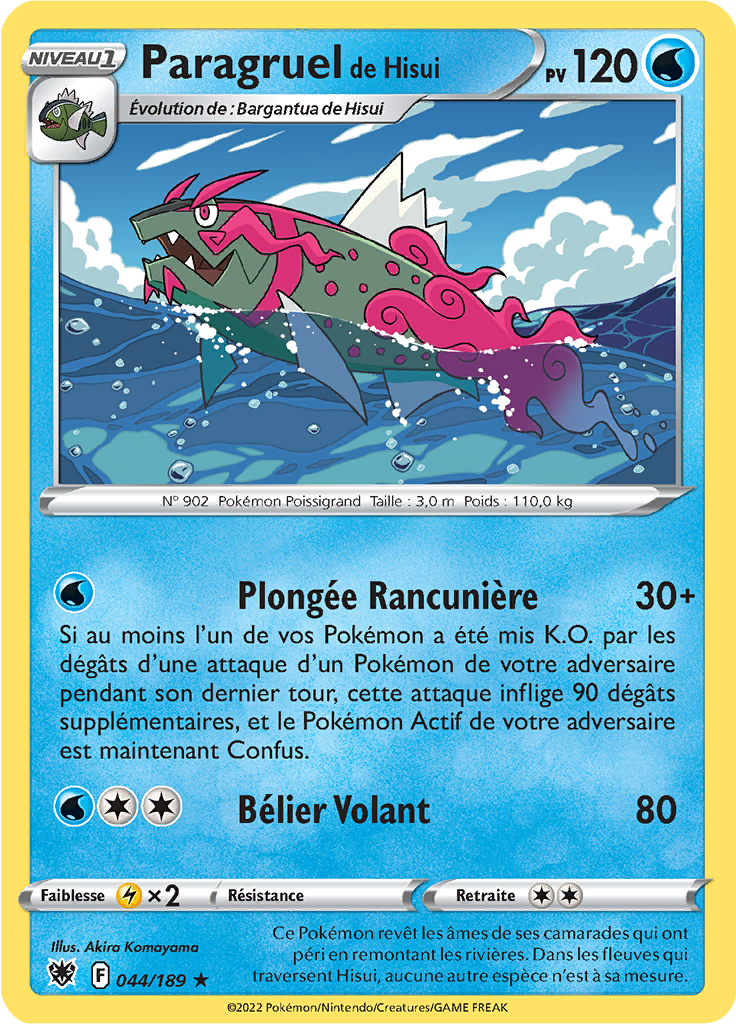 NIVEAU 1
Paragruel de Hisui
PV 120
Évolution de : Bargantua de Hisui
N° 902 Pokémon Poissigrand Taille : 3,0 m Poids : 110,0 kg
Plongée Rancunière 30+
Si au moins l'un de vos Pokémon a été mis K.O. par les
dégâts d'une attaque d'un Pokémon de votre adversaire
pendant son dernier tour, cette attaque inflige 90 dégâts
supplémentaires, et le Pokémon Actif de votre adversaire
est maintenant Confus.
Bélier Volant 80
Faiblesse ×2 Résistance Retraite
Illus. Akira Komayama
Ce Pokémon revêt les âmes de ses camarades qui ont
péri en remontant les rivières. Dans les fleuves qui
traversent Hisui, aucune autre espèce n'est à sa mesure.
F 044/189 ★
©2022 Pokémon/Nintendo/Creatures/GAME FREAK